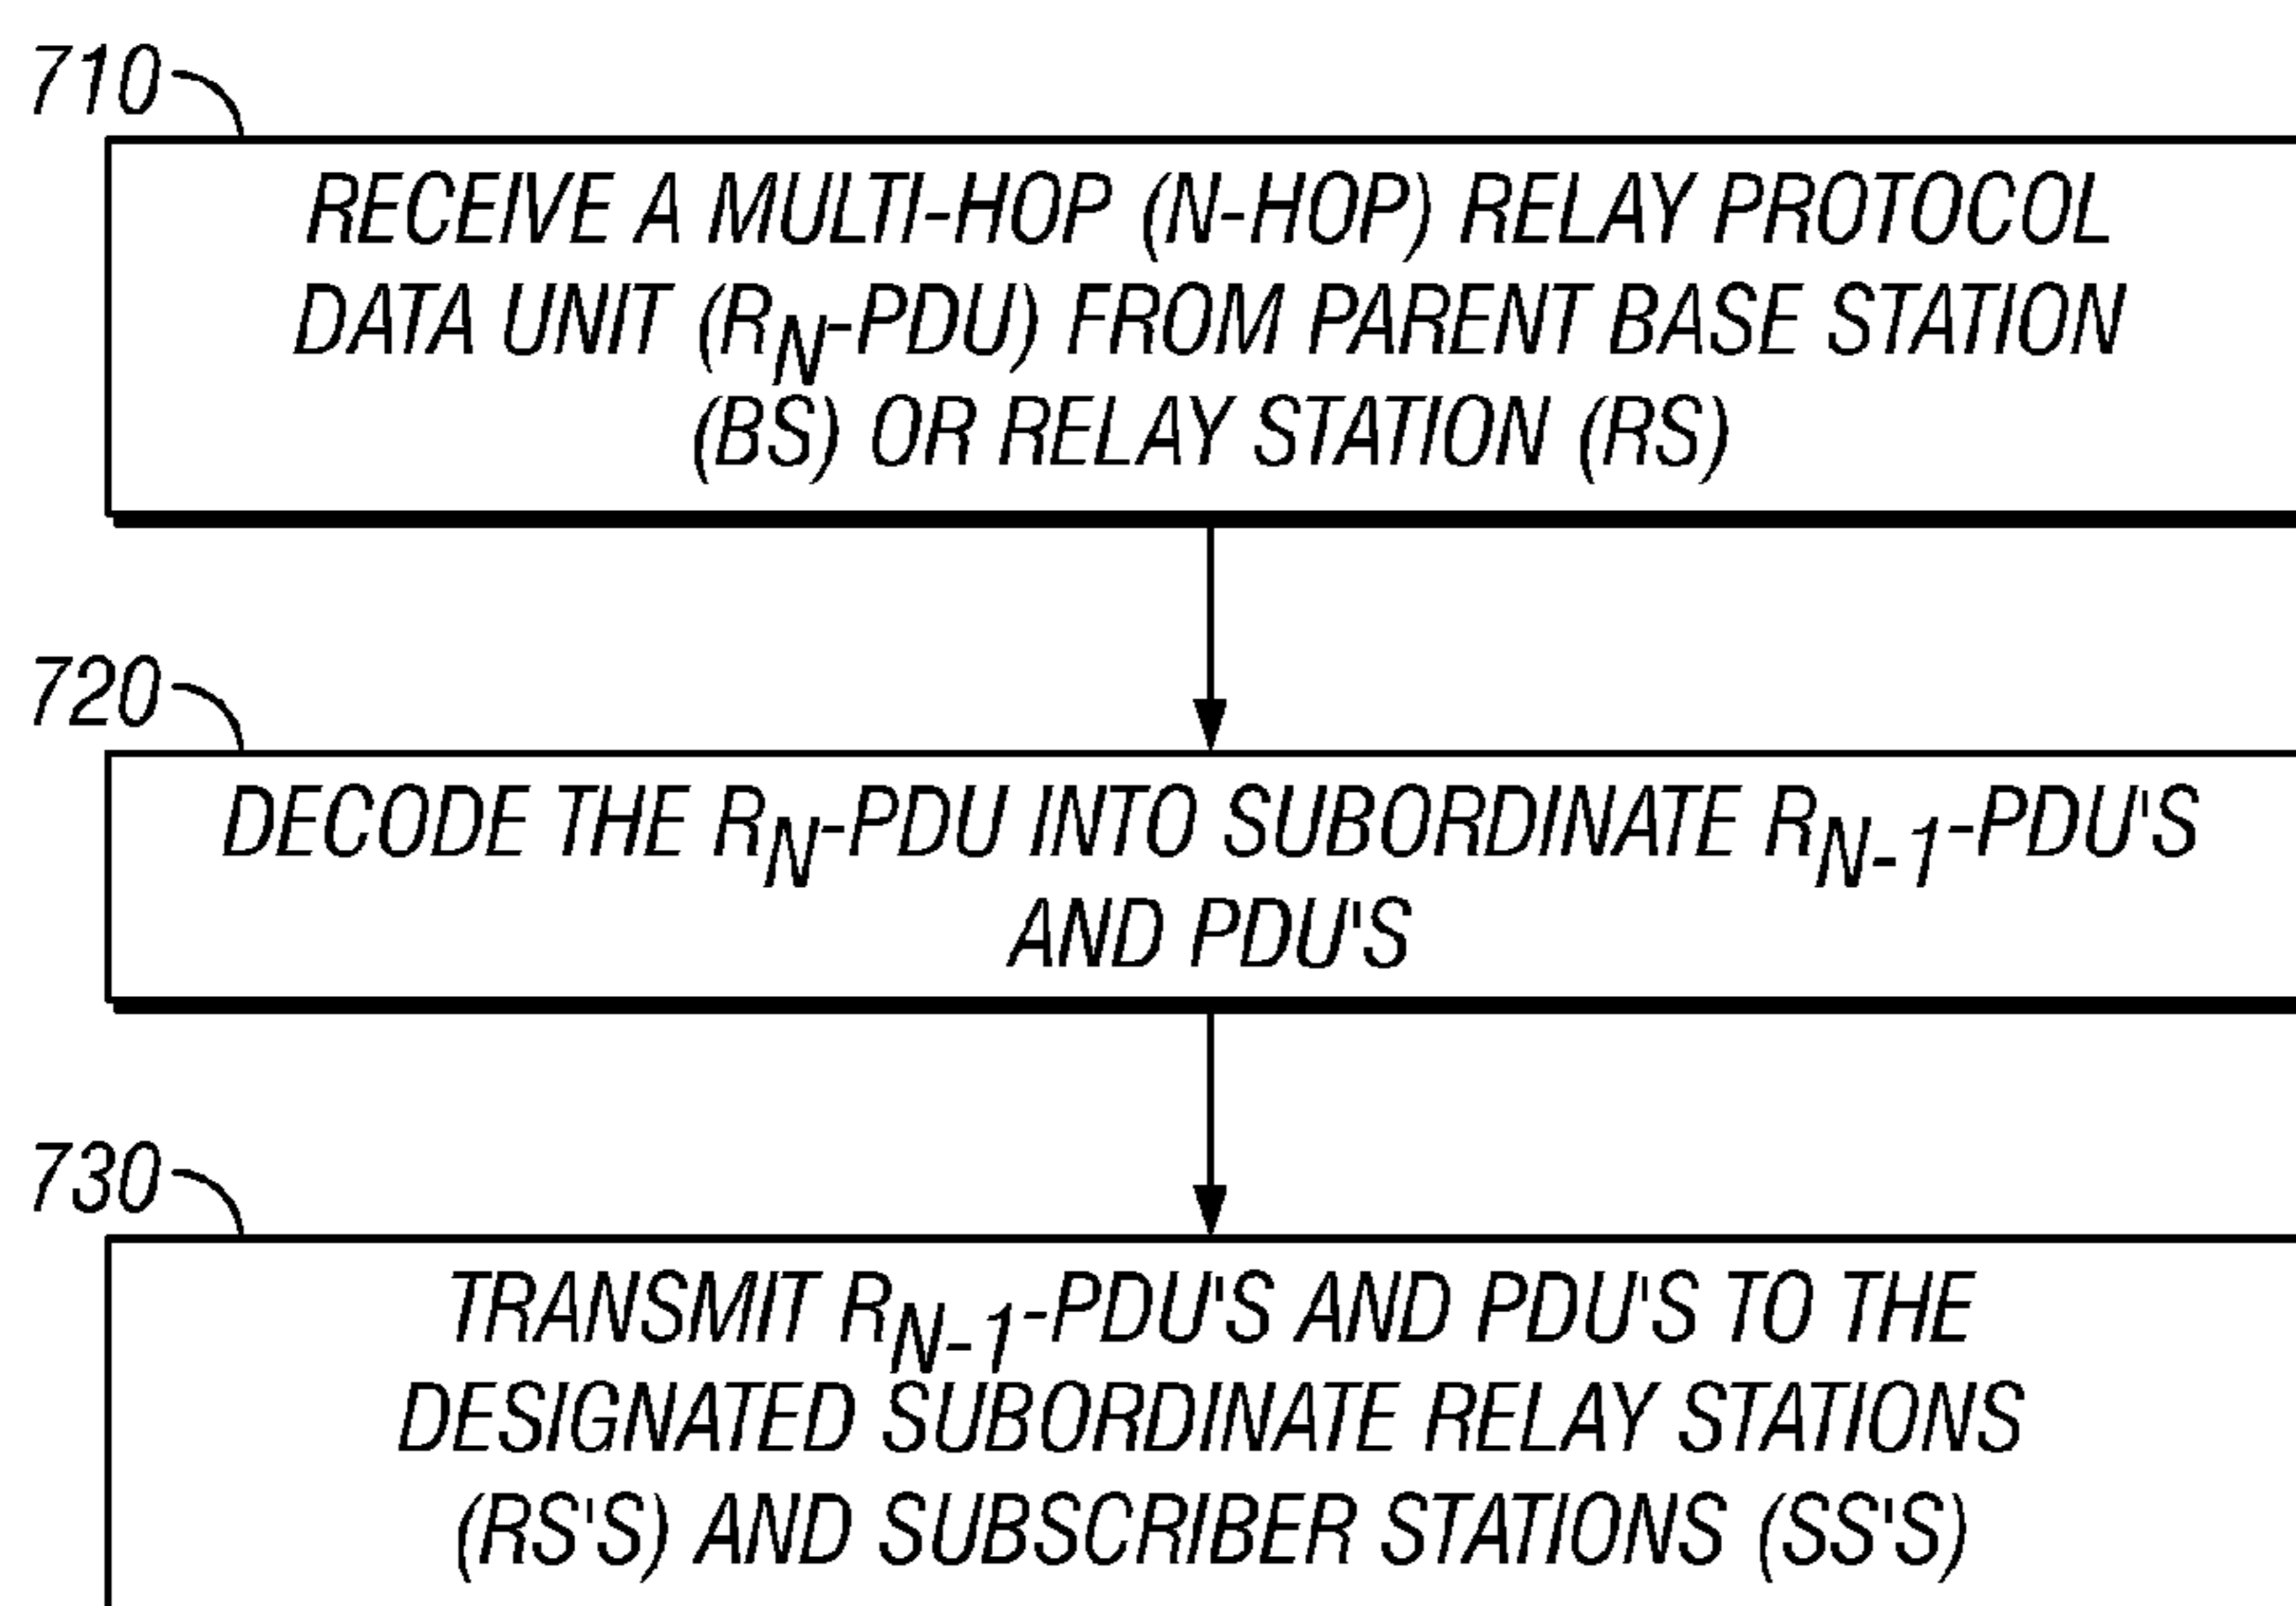 710
RECEIVE A MULTI-HOP (N-HOP) RELAY PROTOCOL
DATA UNIT (RN-PDU) FROM PARENT BASE STATION
(BS) OR RELAY STATION (RS)
720
DECODE THE RN-PDU INTO SUBORDINATE RN-1-PDU'S
AND PDU'S
730
TRANSMIT RN-1-PDU'S AND PDU'S TO THE
DESIGNATED SUBORDINATE RELAY STATIONS
(RS'S) AND SUBSCRIBER STATIONS (SS'S)